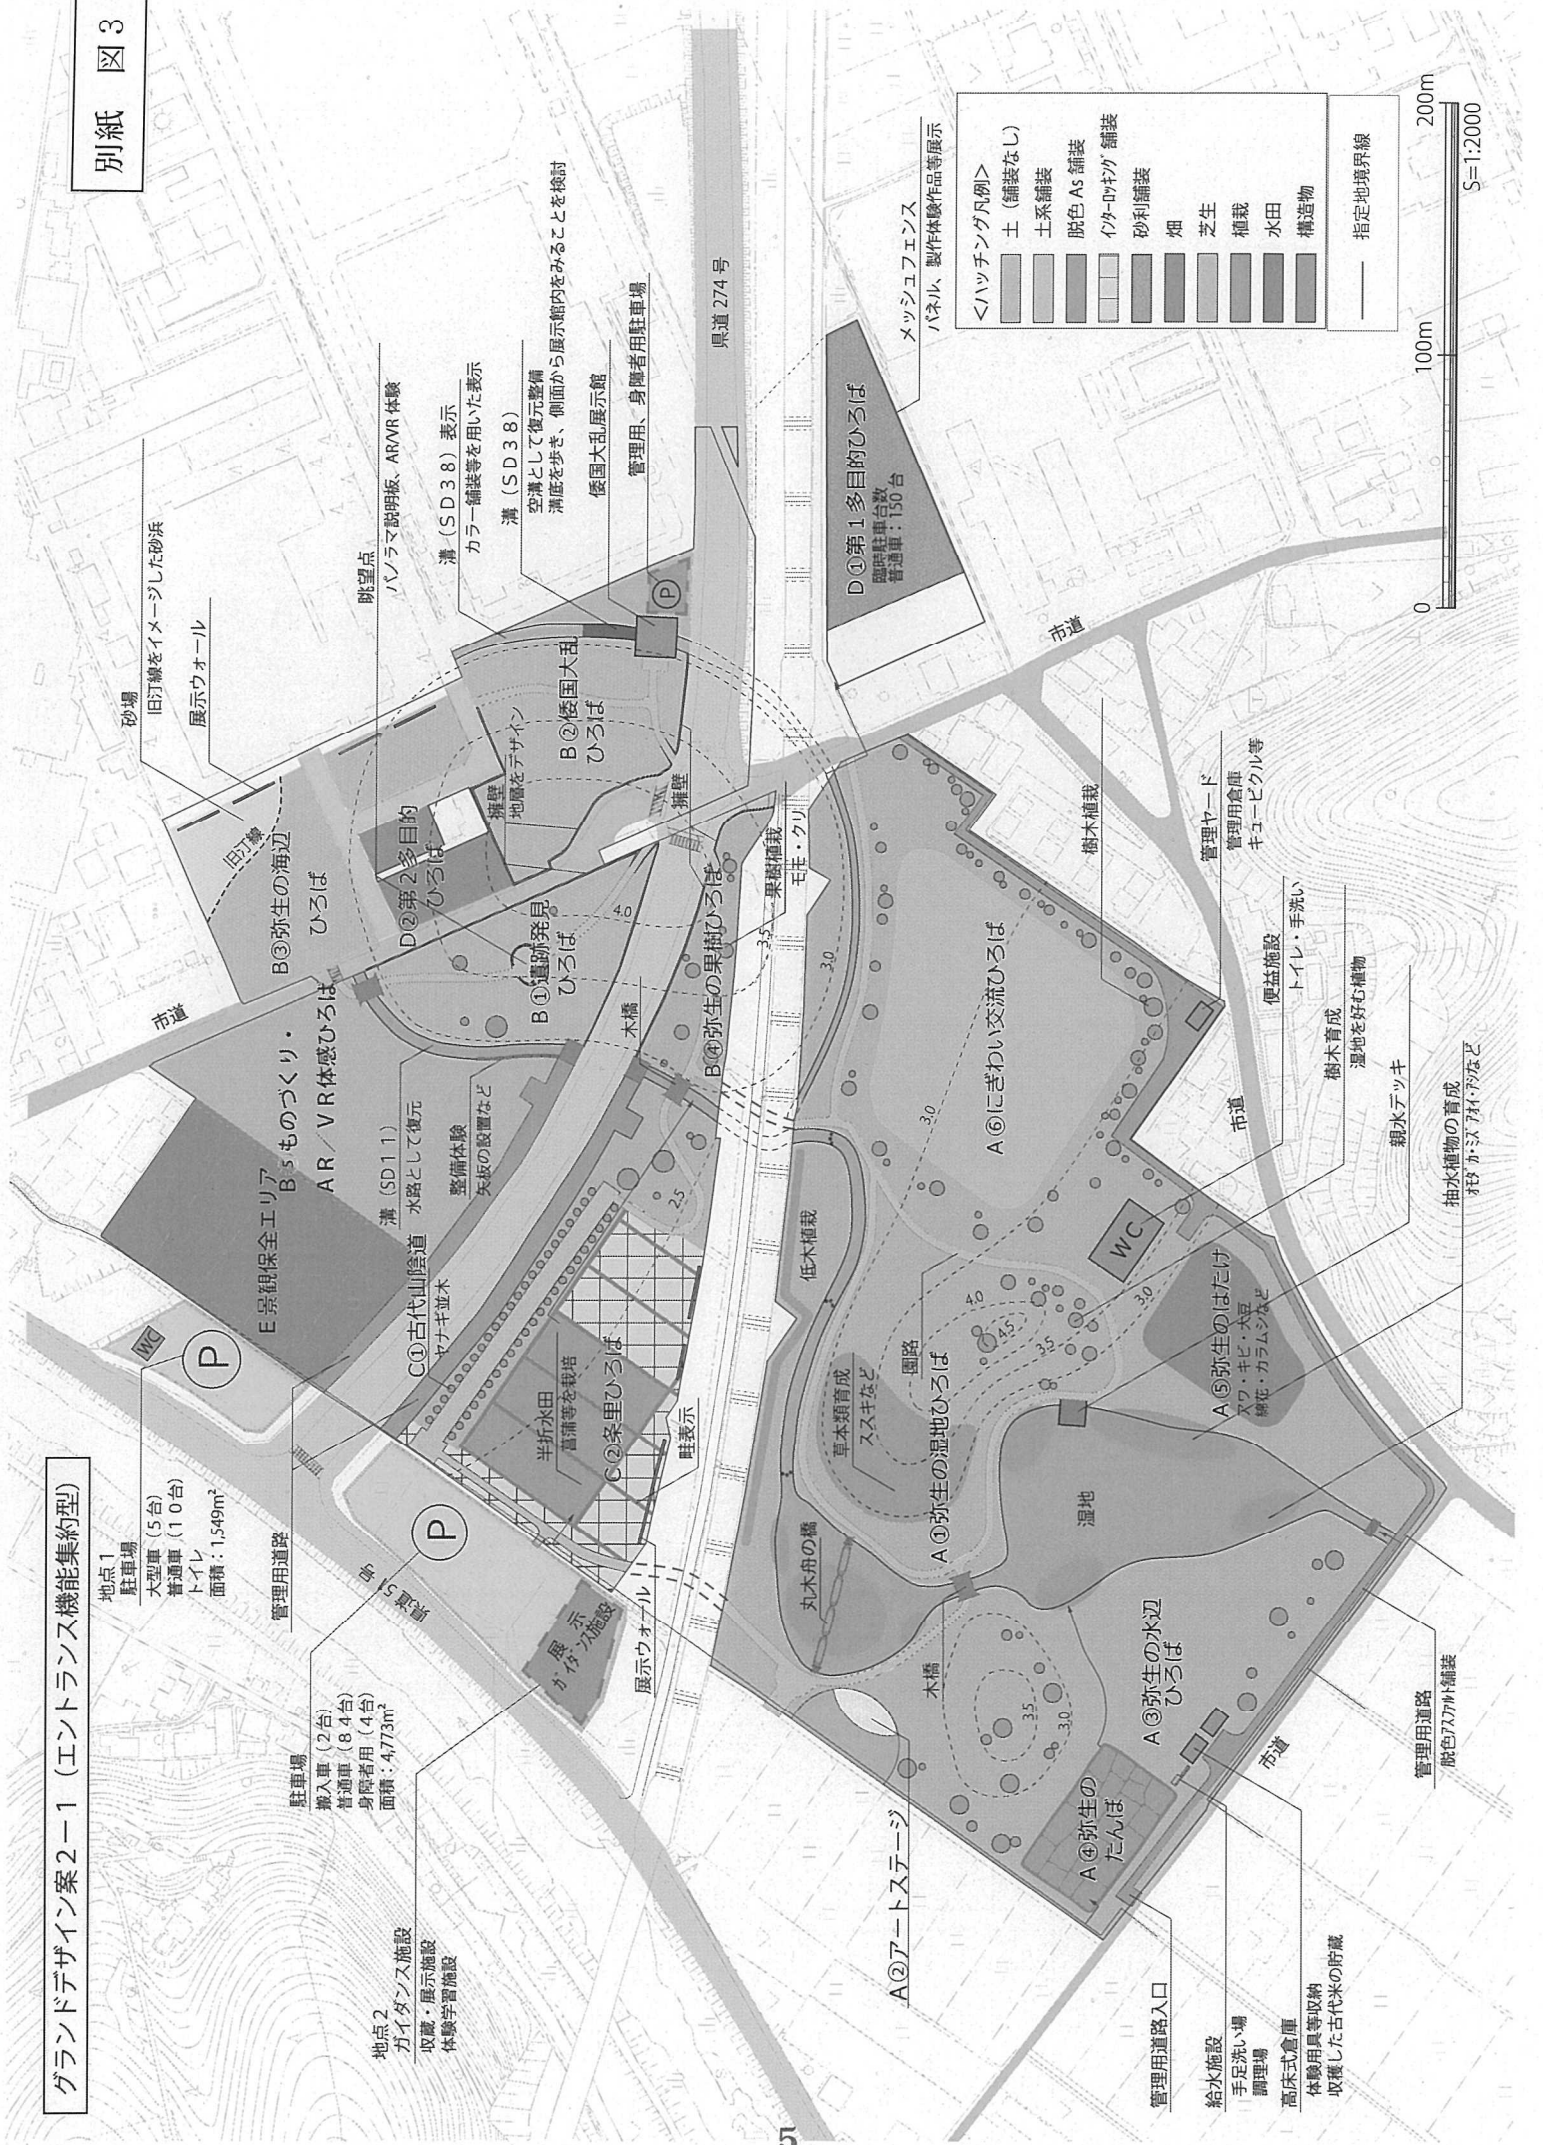 別紙 図3
グランドデザイン案2−1（エントランス機能集約型）
地点1
駐車場
大型車（5台）
普通車（10台）
トイレ
面積：1,549m²
管理用道路
駐車場
搬入車（2台）
普通車（84台）
身障者用（4台）
面積：4,773m²
地点2
ガイダンス施設
収蔵・展示施設
体験学習施設
県道51号
WC
P
P
展示
ガイダンス施設
展示ウォール
E景観保全エリア
B⑤ものづくり・
AR／VR体感ひろば
市道
溝（SD11）
水路として復元
整備体験
矢板の設置など
C①古代山陰道
ヤナギ並木
半折水田
菖蒲等を栽培
C②条里ひろば
畦表示
砂場
旧汀線をイメージした砂浜
展示ウォール
旧汀線
B③弥生の海辺
ひろば
D②第2多目的
ひろば
眺望点
パノラマ説明板、AR/VR体験
溝（SD38）表示
カラー舗装等を用いた表示
溝（SD38）
空溝として復元整備
溝底を歩き、側面から展示館内をみることを検討
倭国大乱展示館
管理用、身障者用駐車場
P
擁壁
地層をデザイン
B②倭国大乱
ひろば
擁壁
B①遺跡発見
ひろば
4.0
木橋
B④弥生の果樹ひろば
果樹植栽
モモ・クリ
3.5
3.0
2.5
県道274号
D①第1多目的ひろば
臨時駐車台数
普通車：150台
メッシュフェンス
パネル、製作体験作品等展示
市道
<ハッチング凡例>
土（舗装なし）
土系舗装
脱色As舗装
インターロッキング舗装
砂利舗装
畑
芝生
植栽
水田
構造物
指定地境界線
0
100m
200m
S=1:2000
A⑥にぎわい交流ひろば
3.0
樹木植栽
管理ヤード
管理用倉庫
キュービクル等
便益施設
トイレ・手洗い
樹木育成
湿地を好む植物
親水デッキ
抽水植物の育成
市道
低木植栽
園路
WC
4.0
4.5
3.5
3.0
草本類育成
ススキなど
A①弥生の湿地ひろば
A⑤弥生のはたけ
アワ・キビ・大豆
綿花・カラムシなど
湿地
丸木舟の橋
木橋
A②アートステージ
3.5
3.0
A③弥生の水辺
ひろば
A④弥生の
たんぼ
市道
管理用道路
脱色アスファルト舗装
管理用道路入口
給水施設
手足洗い場
調理場
高床式倉庫
体験用具等収納
収穫した古代米の貯蔵
5